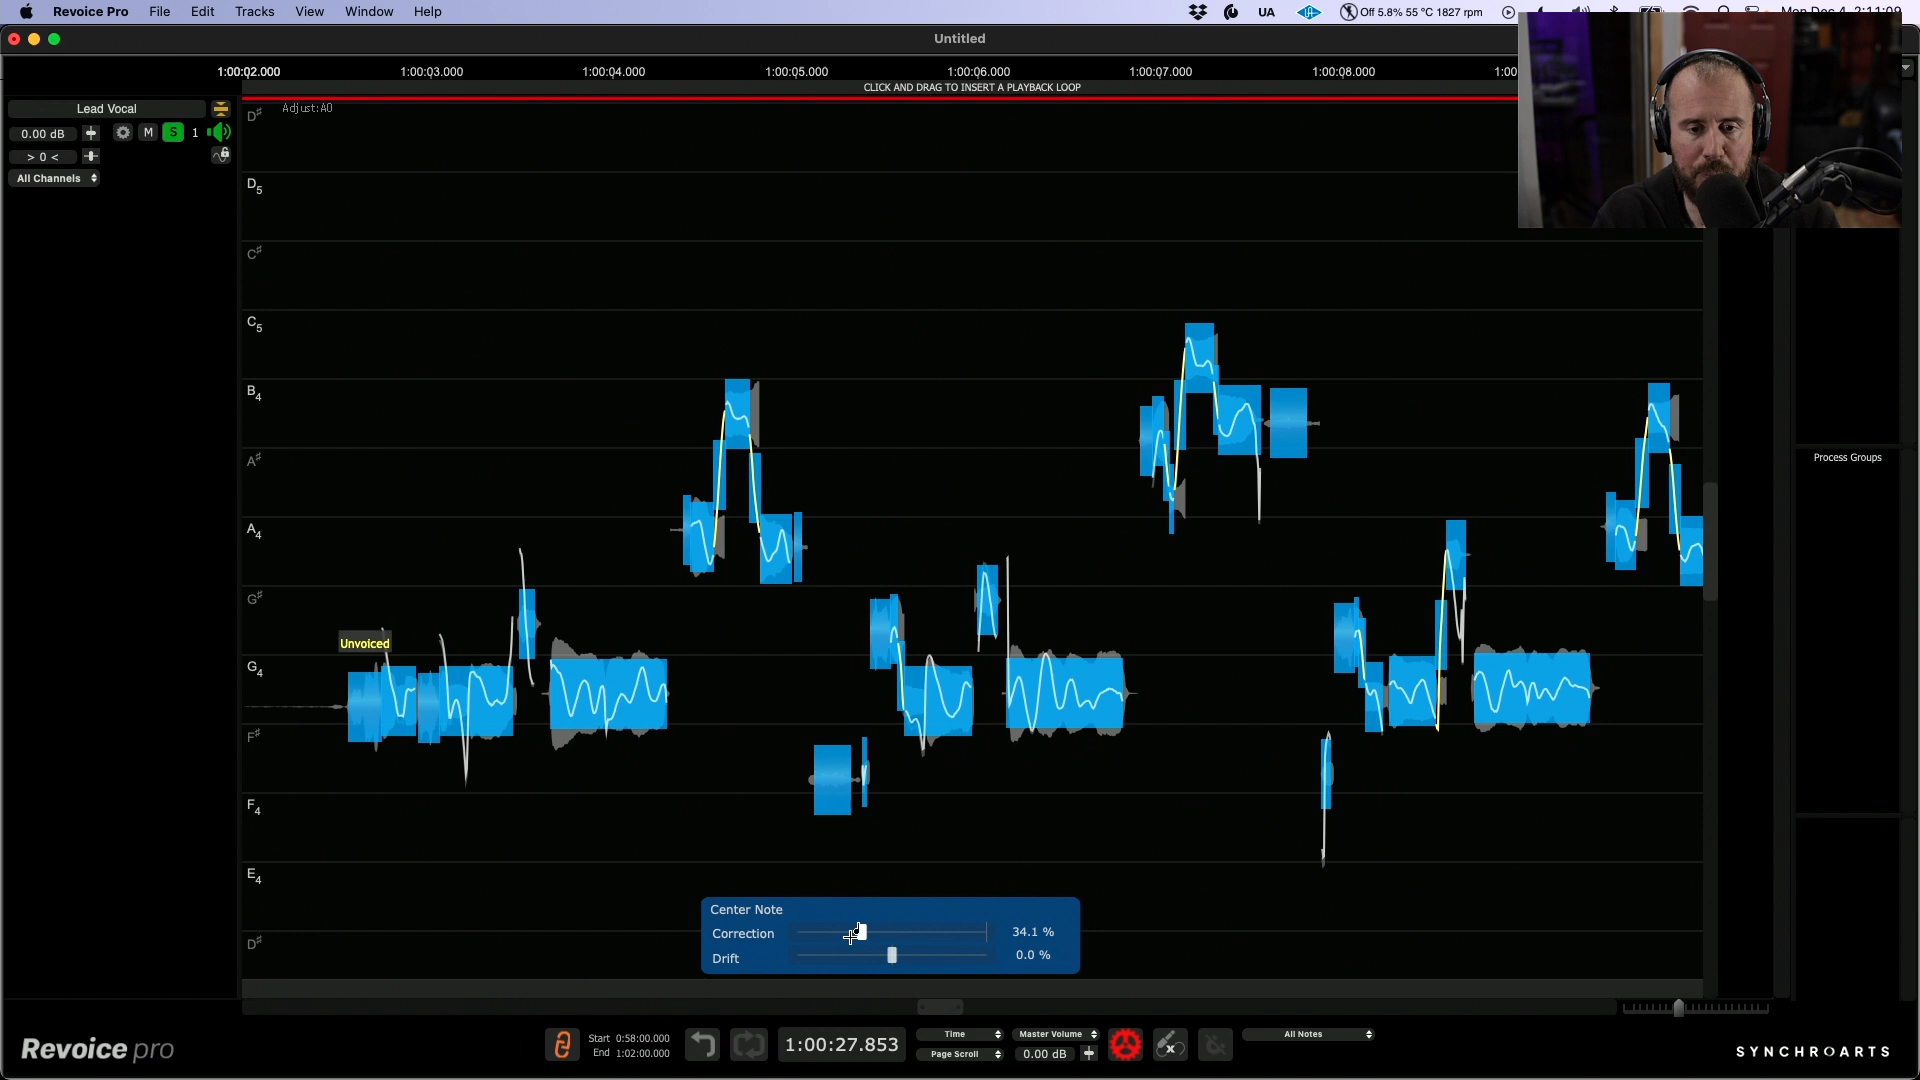 Revoice Pro File Edit Tracks View Window Help
UA Off 5.8% 55 °C 1827 rpm
Untitled
1:00:02.000 1:00:03.000 1:00:04.000 1:00:05.000 1:00:06.000 1:00:07.000 1:00:08.000 1:00
CLICK AND DRAG TO INSERT A PLAYBACK LOOP
Lead Vocal
Adjust:AO
D♯
0.00 dB M S 1
> 0 <
All Channels
D5
C♯
C5
B4
A♯
Process Groups
A4
G♯
Unvoiced
G4
F♯
F4
E4
D♯
Center Note
Correction 34.1 %
Drift 0.0 %
Revoice pro
Start 0:58:00.000
End 1:02:00.000
1:00:27.853
Time
Page Scroll
Master Volume
0.00 dB
All Notes
SYNCHROARTS